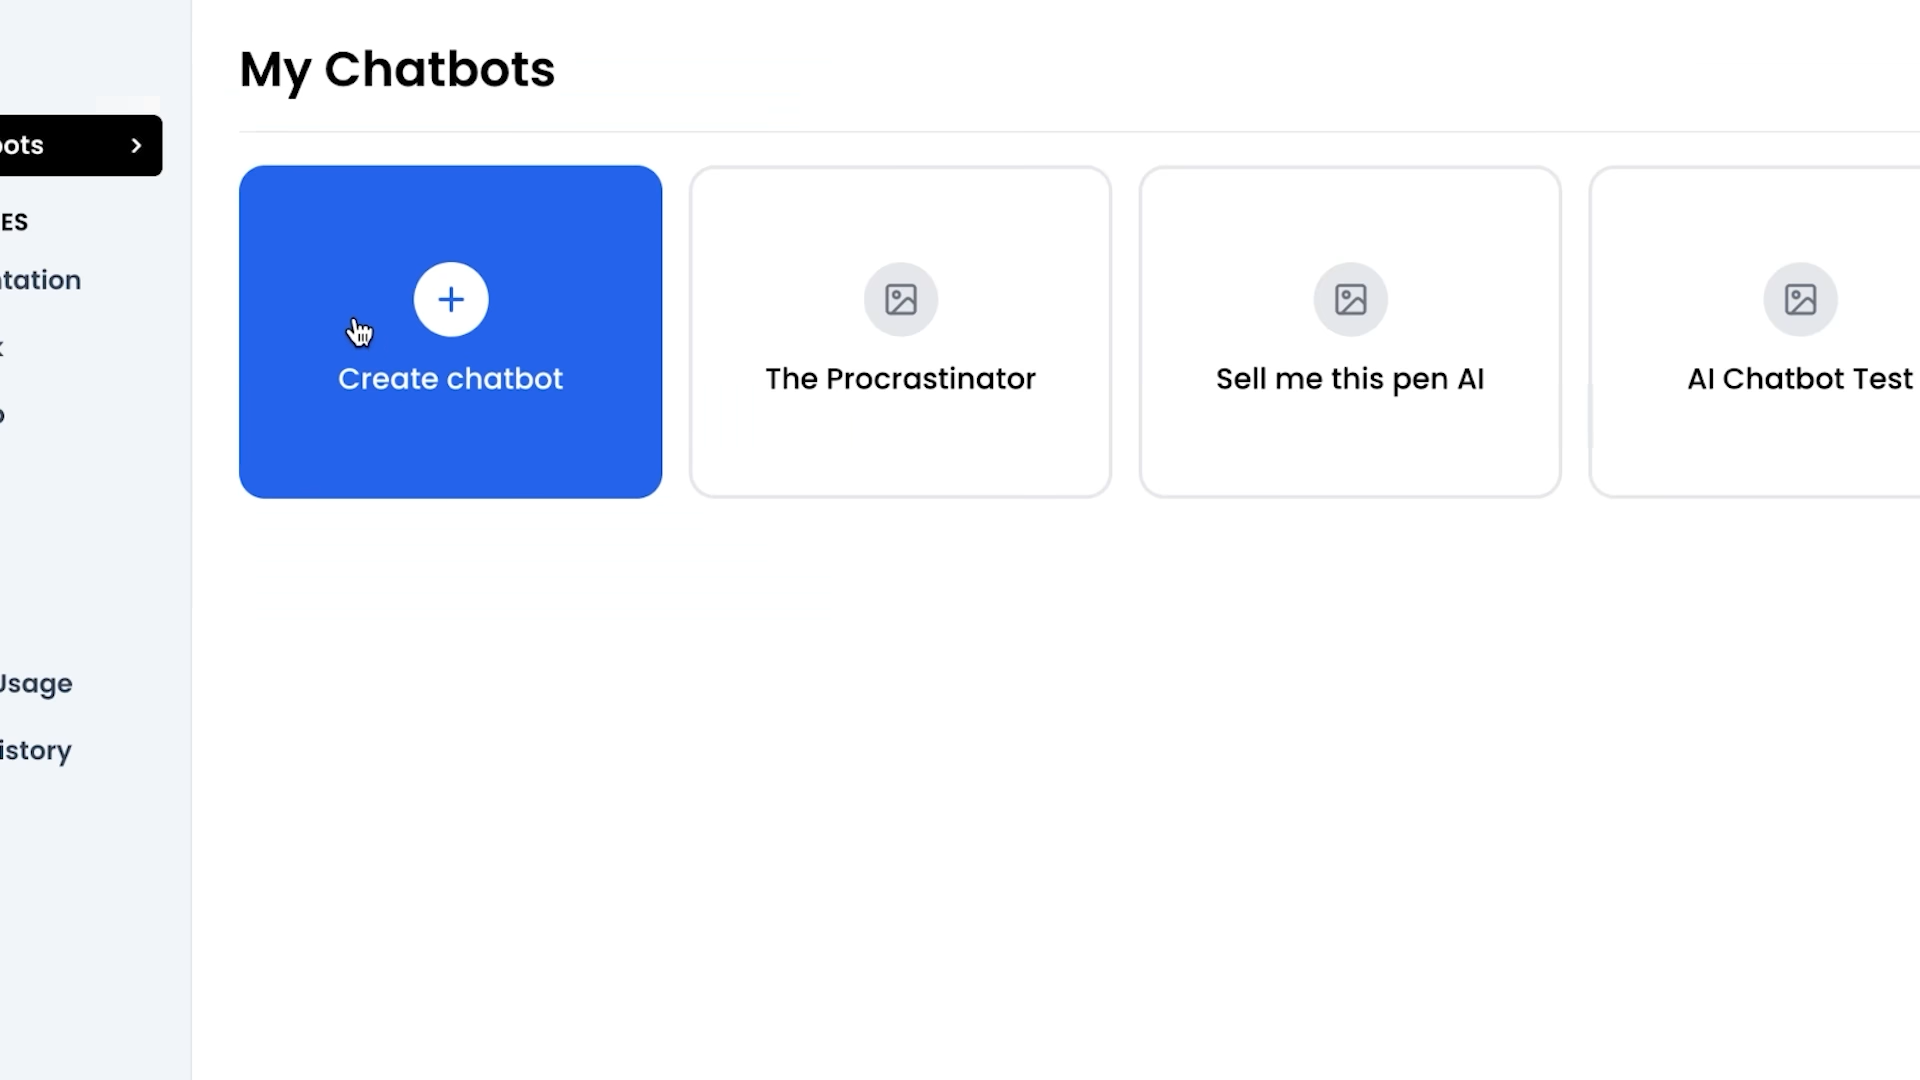 My Chatbots
ots
ES
tation
Usage
istory
Create chatbot
The Procrastinator
Sell me this pen AI
AI Chatbot Test